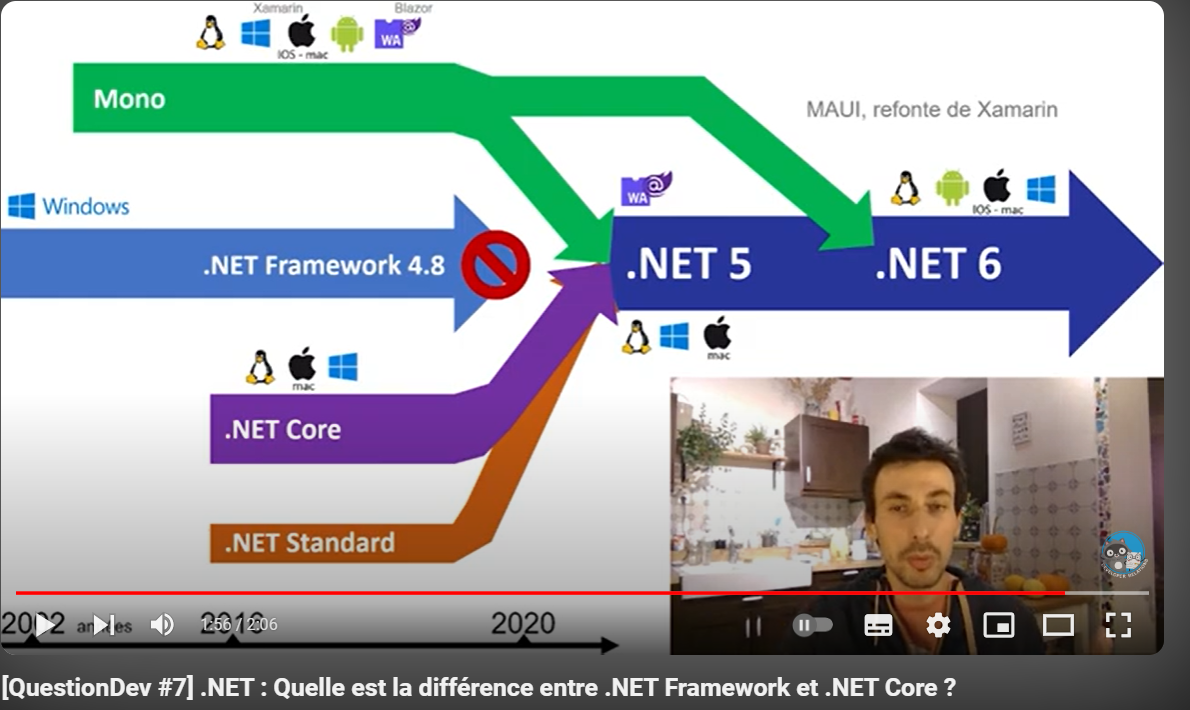 Xamarin Blazor
WA
IOS - mac
Mono
MAUI, refonte de Xamarin
Windows
WA
IOS - mac
.NET Framework 4.8
.NET 5
.NET 6
mac
mac
.NET Core
.NET Standard
2002 années 2016 2020
1:56 / 2:06
[QuestionDev #7] .NET : Quelle est la différence entre .NET Framework et .NET Core ?